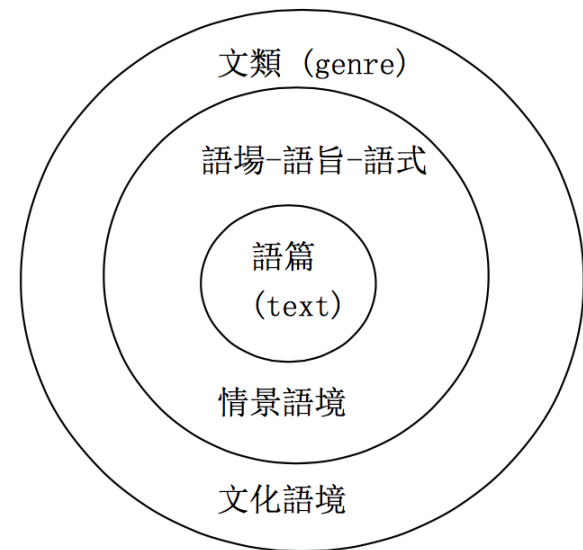 文類 (genre)
語場-語旨-語式
語篇
(text)
情景語境
文化語境